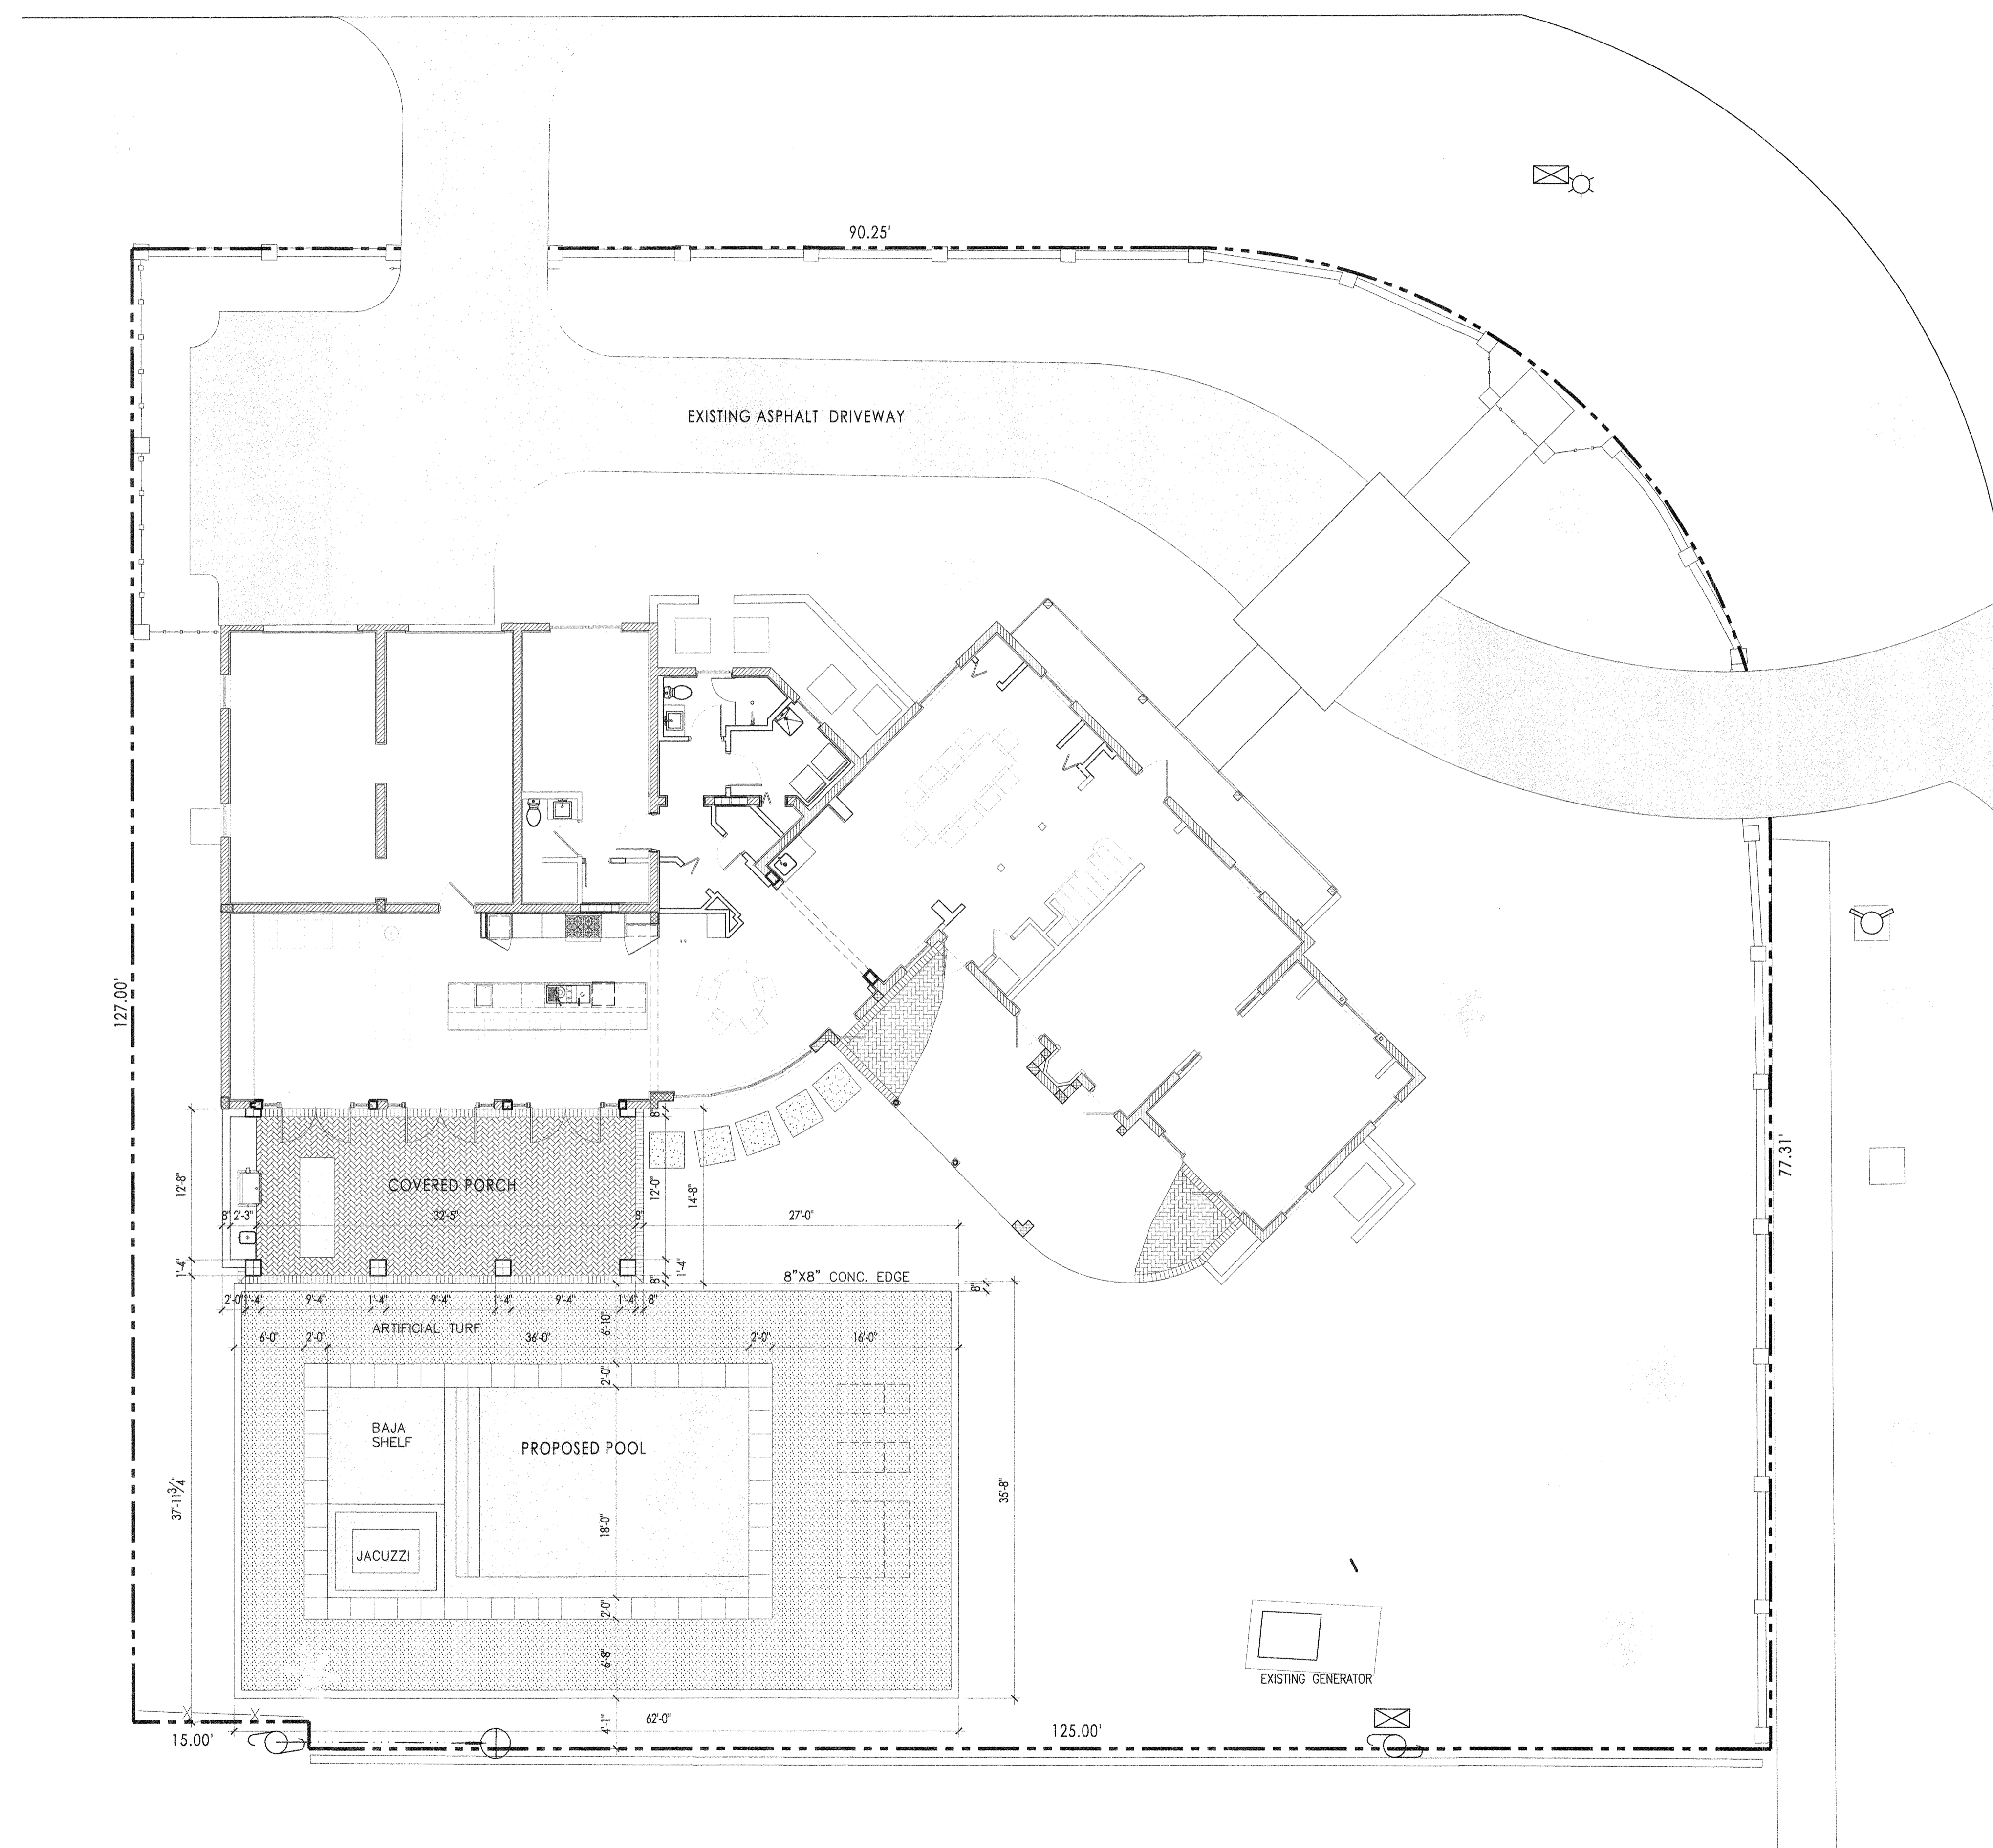 90.25'
EXISTING ASPHALT DRIVEWAY
127.00'
77.31'
8"
12'-8"
COVERED PORCH
12'-0"
14'-8"
8" 2'-3"
32'-5"
8"
27'-0"
1'-4"
1'-4"
8"
8"X8" CONC. EDGE
8"
2'-0" 1'-4" 9'-4" 1'-4" 9'-4" 1'-4" 9'-4" 1'-4" 8"
6'-10"
ARTIFICIAL TURF
6'-0" 2'-0" 36'-0" 2'-0" 16'-0"
2'-0"
BAJA
SHELF
PROPOSED POOL
37'-11 3/4"
35'-8"
18'-0"
JACUZZI
2'-0"
6'-8"
EXISTING GENERATOR
62'-0"
4'-1"
15.00'
125.00'